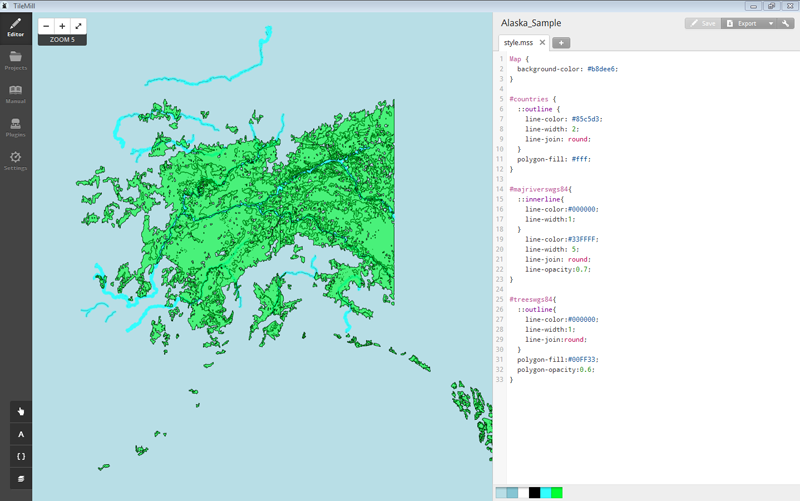 TileMill
Editor
Projects
Manual
Plugins
Settings
A
{ }
ZOOM 5
Alaska_Sample
Save
Export
style.mss
1 Map {
2 background-color: #b8dee6;
3 }
4
5 #countries {
6 ::outline {
7 line-color: #85c5d3;
8 line-width: 2;
9 line-join: round;
10 }
11 polygon-fill: #fff;
12 }
13
14 #majriverswgs84{
15 ::innerline{
16 line-color:#000000;
17 line-width:1;
18 }
19 line-color:#33FFFF;
20 line-width: 5;
21 line-join: round;
22 line-opacity:0.7;
23 }
24
25 #treeswgs84{
26 ::outline{
27 line-color:#000000;
28 line-width:1;
29 line-join:round;
30 }
31 polygon-fill:#00FF33;
32 polygon-opacity:0.6;
33 }